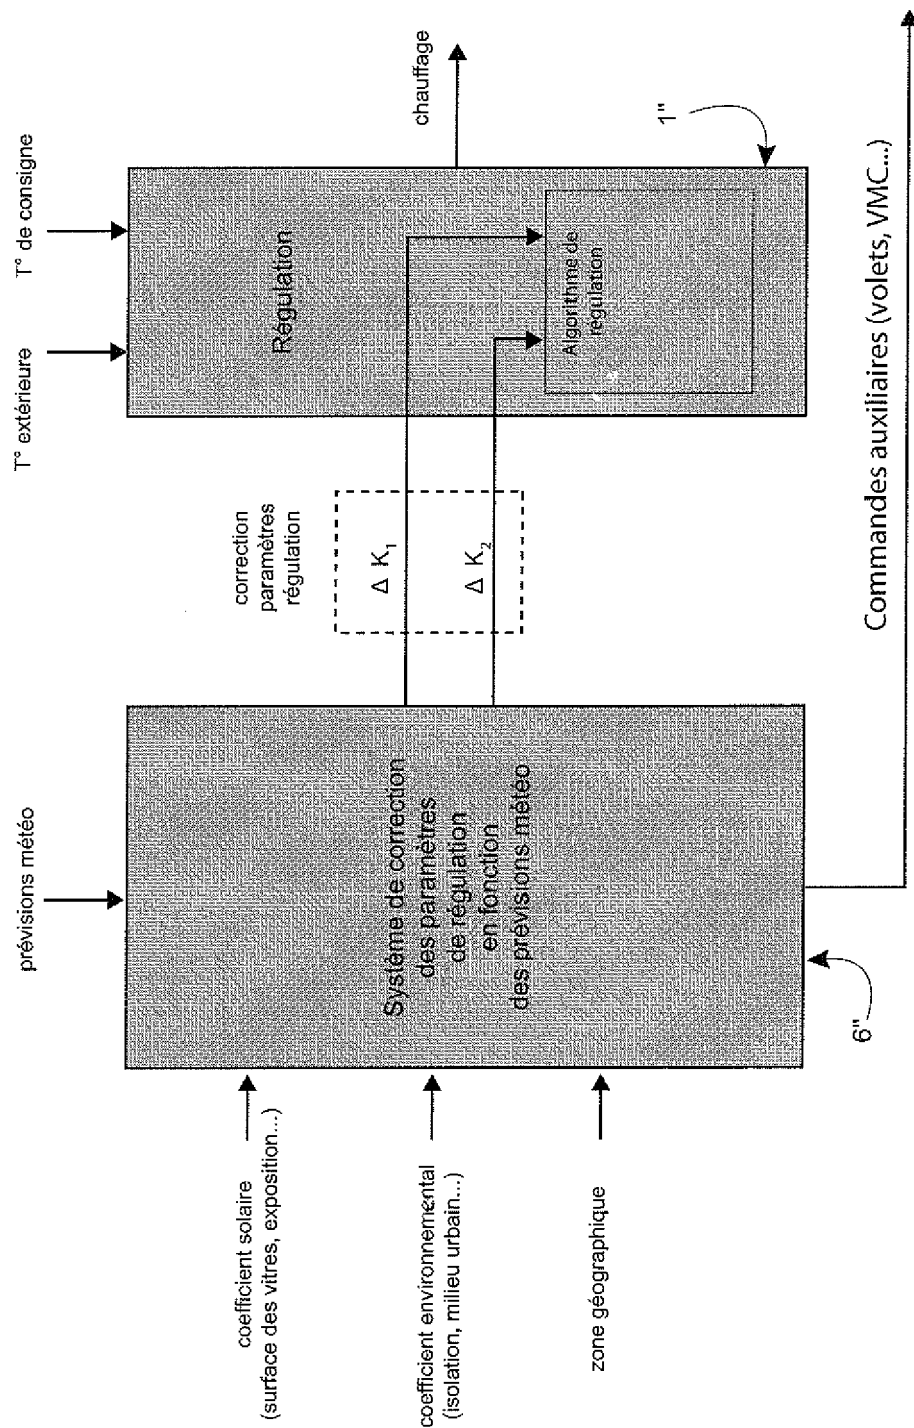 prévisions météo
coefficient solaire
(surface des vitres, exposition...)
coefficient environnemental
(isolation, milieu urbain...)
zone géographique
Système de correction
des paramètres
de régulation
en fonction
des prévisions météo
6"
correction
paramètres
régulation
Δ K₁
Δ K₂
T° extérieure
T° de consigne
Régulation
Algorithme de
régulation
chauffage
1"
Commandes auxiliaires (volets, VMC...)